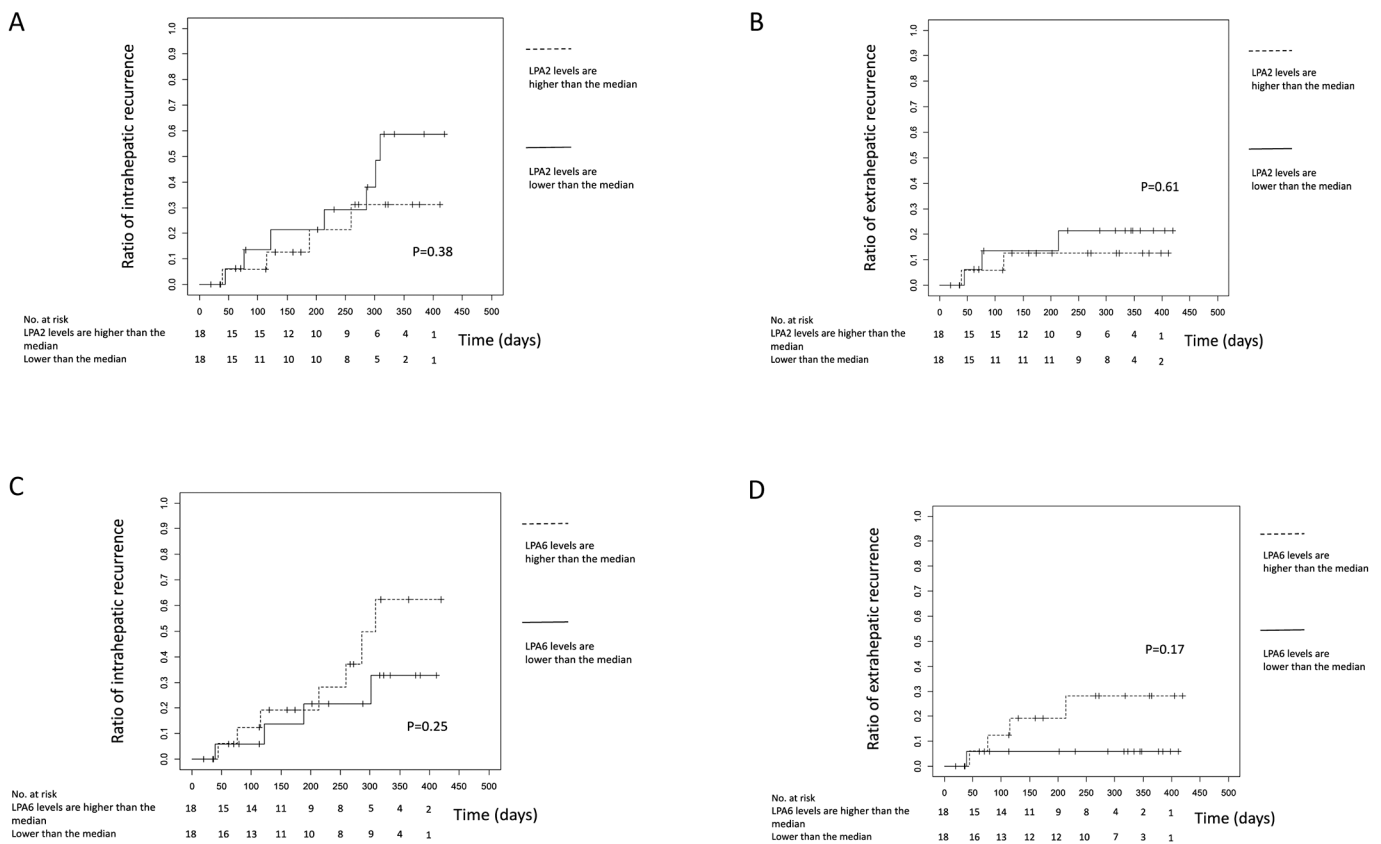 A
Ratio of intrahepatic recurrence
1.0
0.9
0.8
0.7
0.6
0.5
0.4
0.3
0.2
0.1
0.0
P=0.38
0 50 100 150 200 250 300 350 400 450 500
LPA2 levels are
higher than the median
LPA2 levels are
lower than the median
No. at risk
LPA2 levels are higher than the
median
18 15 15 12 10 9 6 4 1
Lower than the median
18 15 11 10 10 8 5 2 1
Time (days)
B
Ratio of extrahepatic recurrence
1.0
0.9
0.8
0.7
0.6
0.5
0.4
0.3
0.2
0.1
0.0
P=0.61
0 50 100 150 200 250 300 350 400 450 500
LPA2 levels are
higher than the median
LPA2 levels are
lower than the median
No. at risk
LPA2 levels are higher than the
median
18 15 15 12 10 9 6 4 1
Lower than the median
18 15 11 11 11 9 8 4 2
Time (days)
C
Ratio of intrahepatic recurrence
1.0
0.9
0.8
0.7
0.6
0.5
0.4
0.3
0.2
0.1
0.0
P=0.25
0 50 100 150 200 250 300 350 400 450 500
LPA6 levels are
higher than the median
LPA6 levels are
lower than the median
No. at risk
LPA6 levels are higher than the
median
18 15 14 11 9 8 5 4 2
Lower than the median
18 16 13 11 10 8 9 4 1
Time (days)
D
Ratio of extrahepatic recurrence
1.0
0.9
0.8
0.7
0.6
0.5
0.4
0.3
0.2
0.1
0.0
P=0.17
0 50 100 150 200 250 300 350 400 450 500
LPA6 levels are
higher than the median
LPA6 levels are
lower than the median
No. at risk
LPA6 levels are higher than the
median
18 15 14 11 9 8 4 2 1
Lower than the median
18 16 13 12 12 10 7 3 1
Time (days)